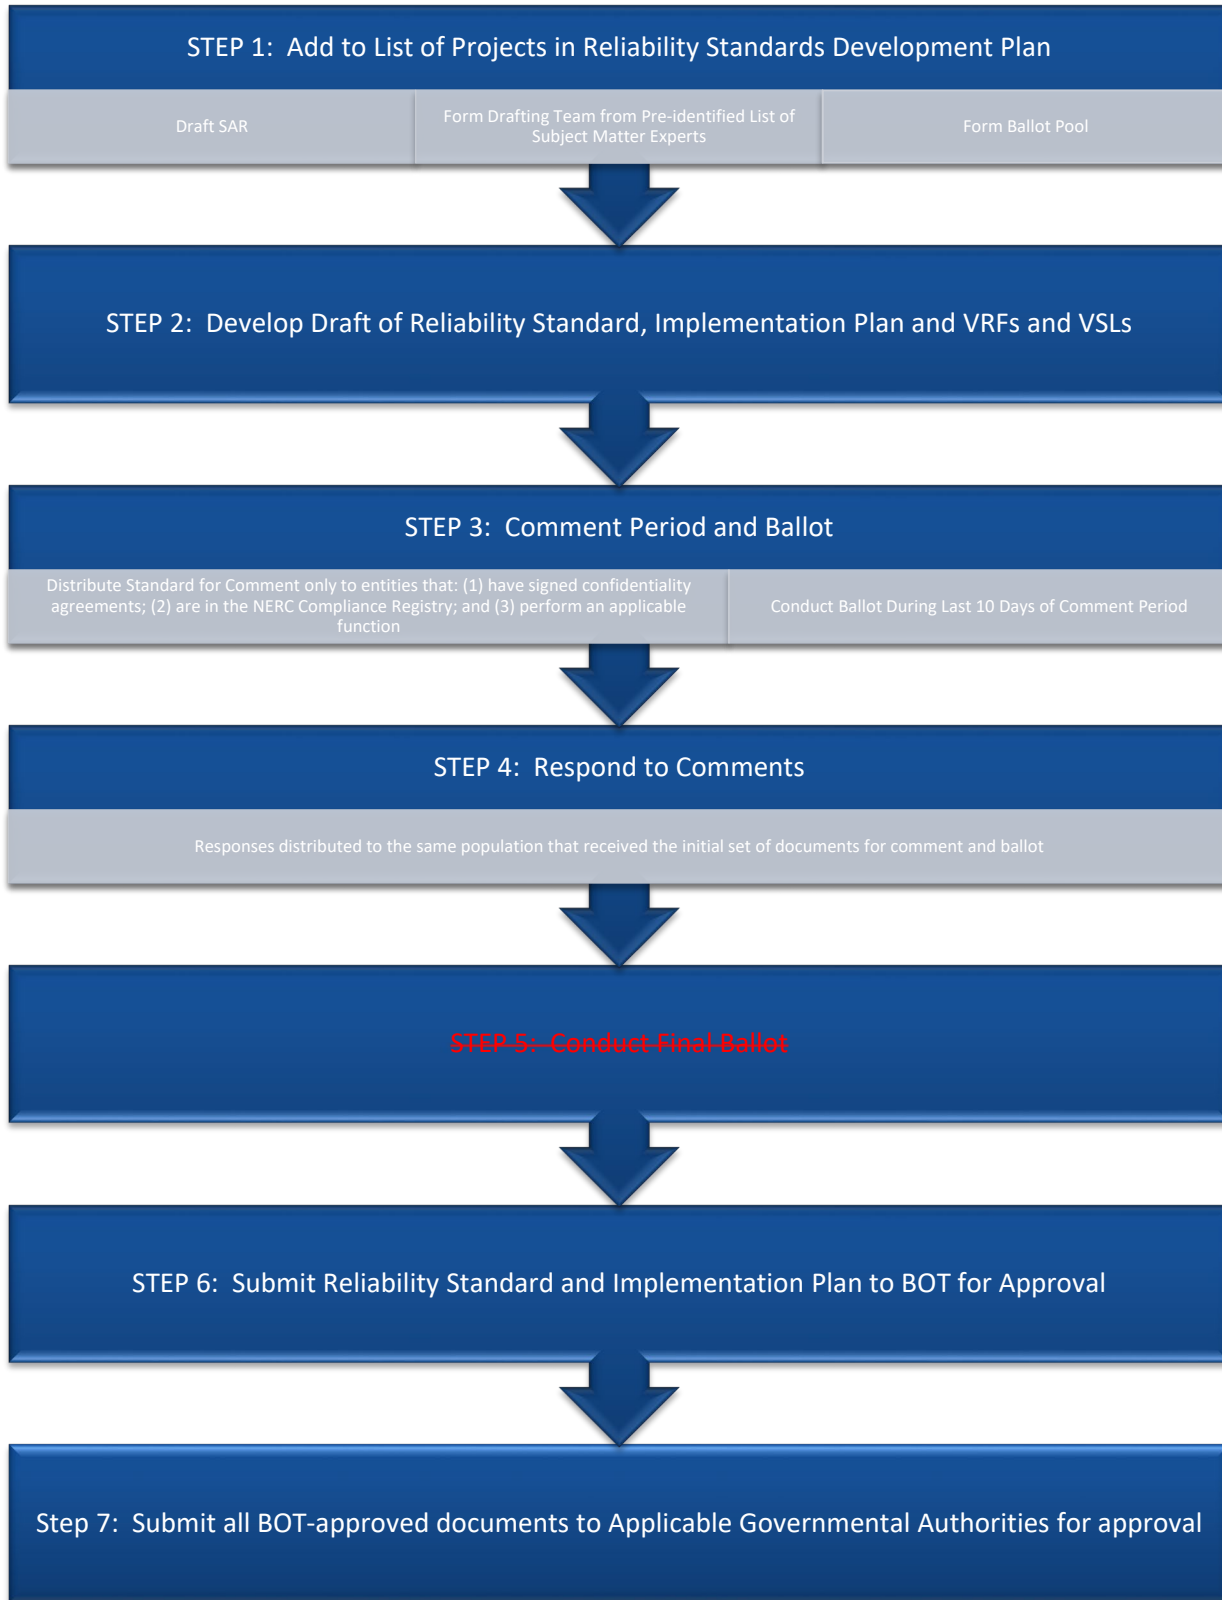 STEP 1:  Add to List of Projects in Reliability Standards Development Plan
Draft SAR
Form Drafting Team from Pre-identified List of
Subject Matter Experts
Form Ballot Pool
STEP 2:  Develop Draft of Reliability Standard, Implementation Plan and VRFs and VSLs
STEP 3:  Comment Period and Ballot
Distribute Standard for Comment only to entities that: (1) have signed confidentiality
agreements; (2) are in the NERC Compliance Registry; and (3) perform an applicable
function
Conduct Ballot During Last 10 Days of Comment Period
STEP 4:  Respond to Comments
Responses distributed to the same population that received the initial set of documents for comment and ballot
STEP 5:  Conduct Final Ballot
STEP 6:  Submit Reliability Standard and Implementation Plan to BOT for Approval
Step 7:  Submit all BOT-approved documents to Applicable Governmental Authorities for approval